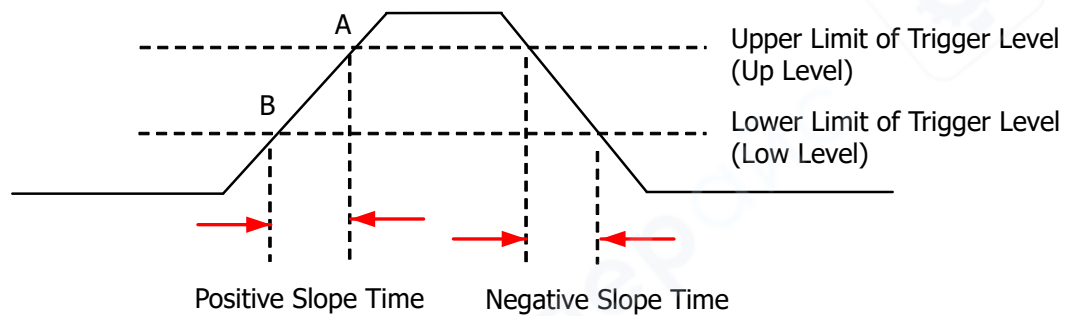 A
Upper Limit of Trigger Level
(Up Level)
B
Lower Limit of Trigger Level
(Low Level)
Positive Slope Time
Negative Slope Time